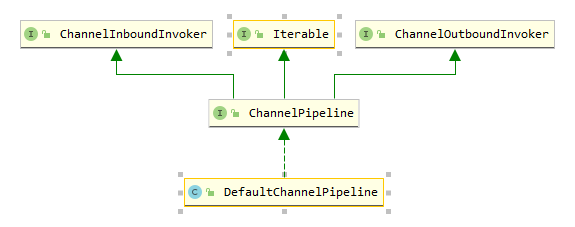 I ChannelInboundInvoker
I Iterable
I ChannelOutboundInvoker
I ChannelPipeline
C DefaultChannelPipeline